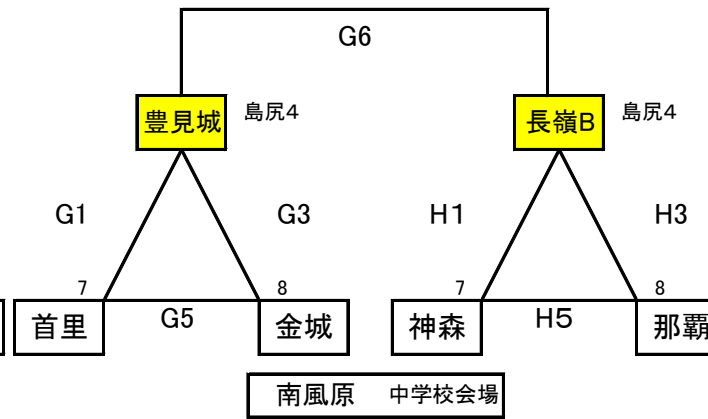 G6
豊見城 島尻4 長嶺B 島尻4
G1 G3 H1 H3
7 8 7 8
首里 G5 金城 神森 H5 那覇
南風原 中学校会場